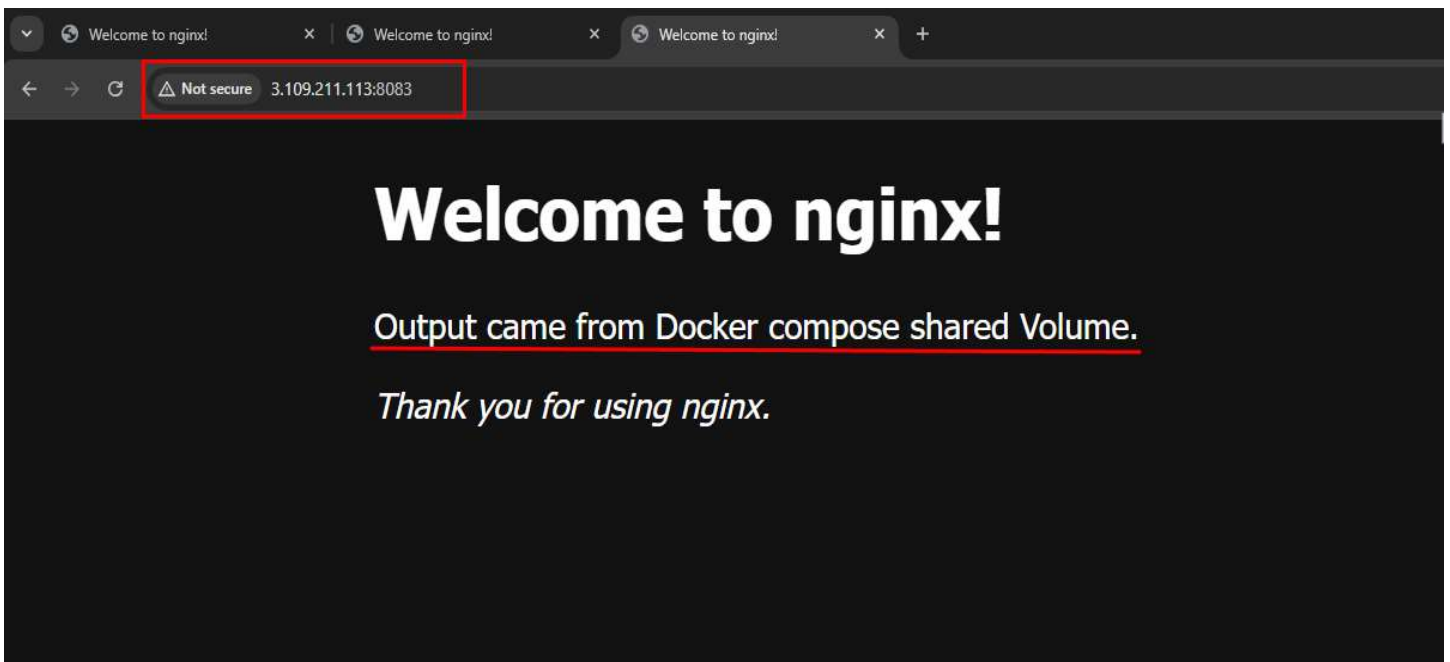 Welcome to nginx! Welcome to nginx! Welcome to nginx!
Not secure 3.109.211.113:8083
Welcome to nginx!
Output came from Docker compose shared Volume.
Thank you for using nginx.